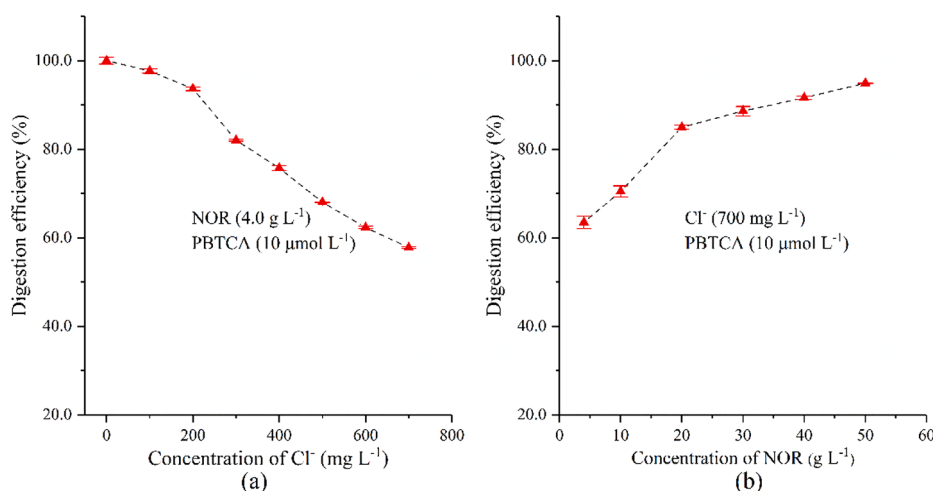 100.0
80.0
60.0
40.0
20.0
Digestion efficiency (%)
NOR (4.0 g L⁻¹)
PBTCA (10 μmol L⁻¹)
0 200 400 600 800
Concentration of Cl⁻ (mg L⁻¹)
(a)
100.0
80.0
60.0
40.0
20.0
Digestion efficiency (%)
Cl⁻ (700 mg L⁻¹)
PBTCA (10 μmol L⁻¹)
0 10 20 30 40 50 60
Concentration of NOR (g L⁻¹)
(b)